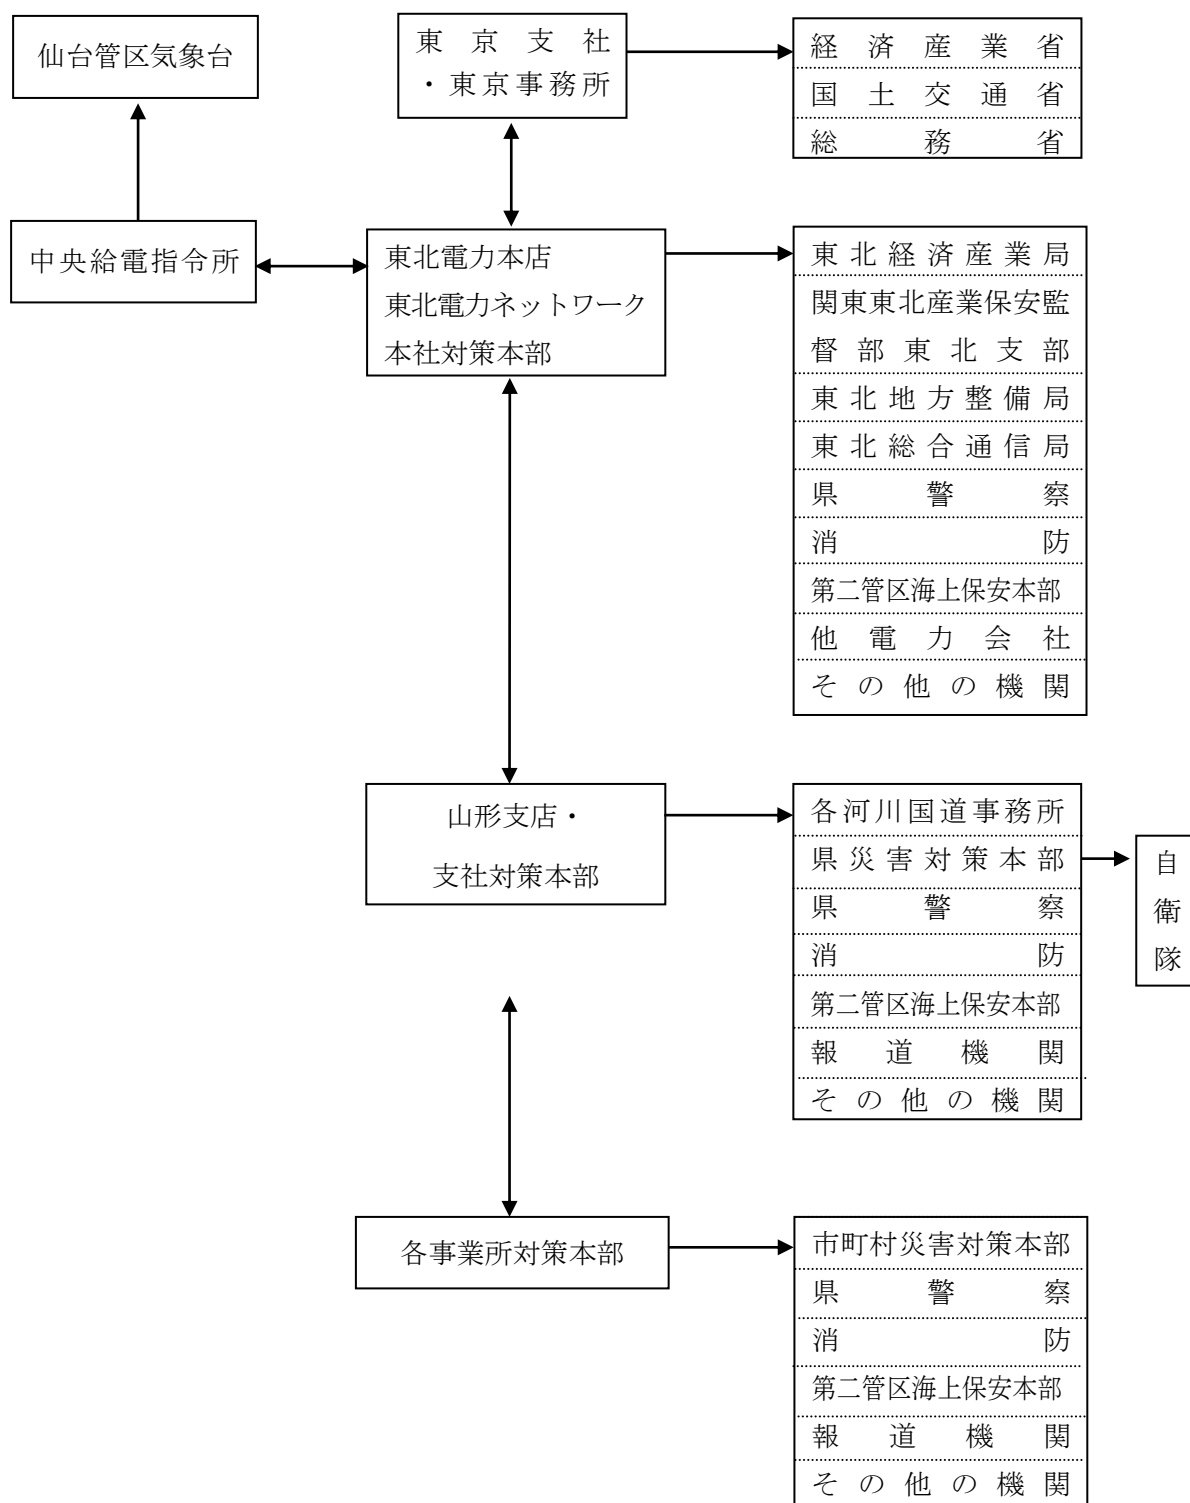 仙台管区気象台
東京支社
・東京事務所
経済産業省
国土交通省
総務省
中央給電指令所
東北電力本店
東北電力ネットワーク
本社対策本部
東北経済産業局
関東東北産業保安監
督部東北支部
東北地方整備局
東北総合通信局
県警察
消防
第二管区海上保安本部
他電力会社
その他の機関
山形支店・
支社対策本部
各河川国道事務所
県災害対策本部
県警察
消防
第二管区海上保安本部
報道機関
その他の機関
自
衛
隊
各事業所対策本部
市町村災害対策本部
県警察
消防
第二管区海上保安本部
報道機関
その他の機関